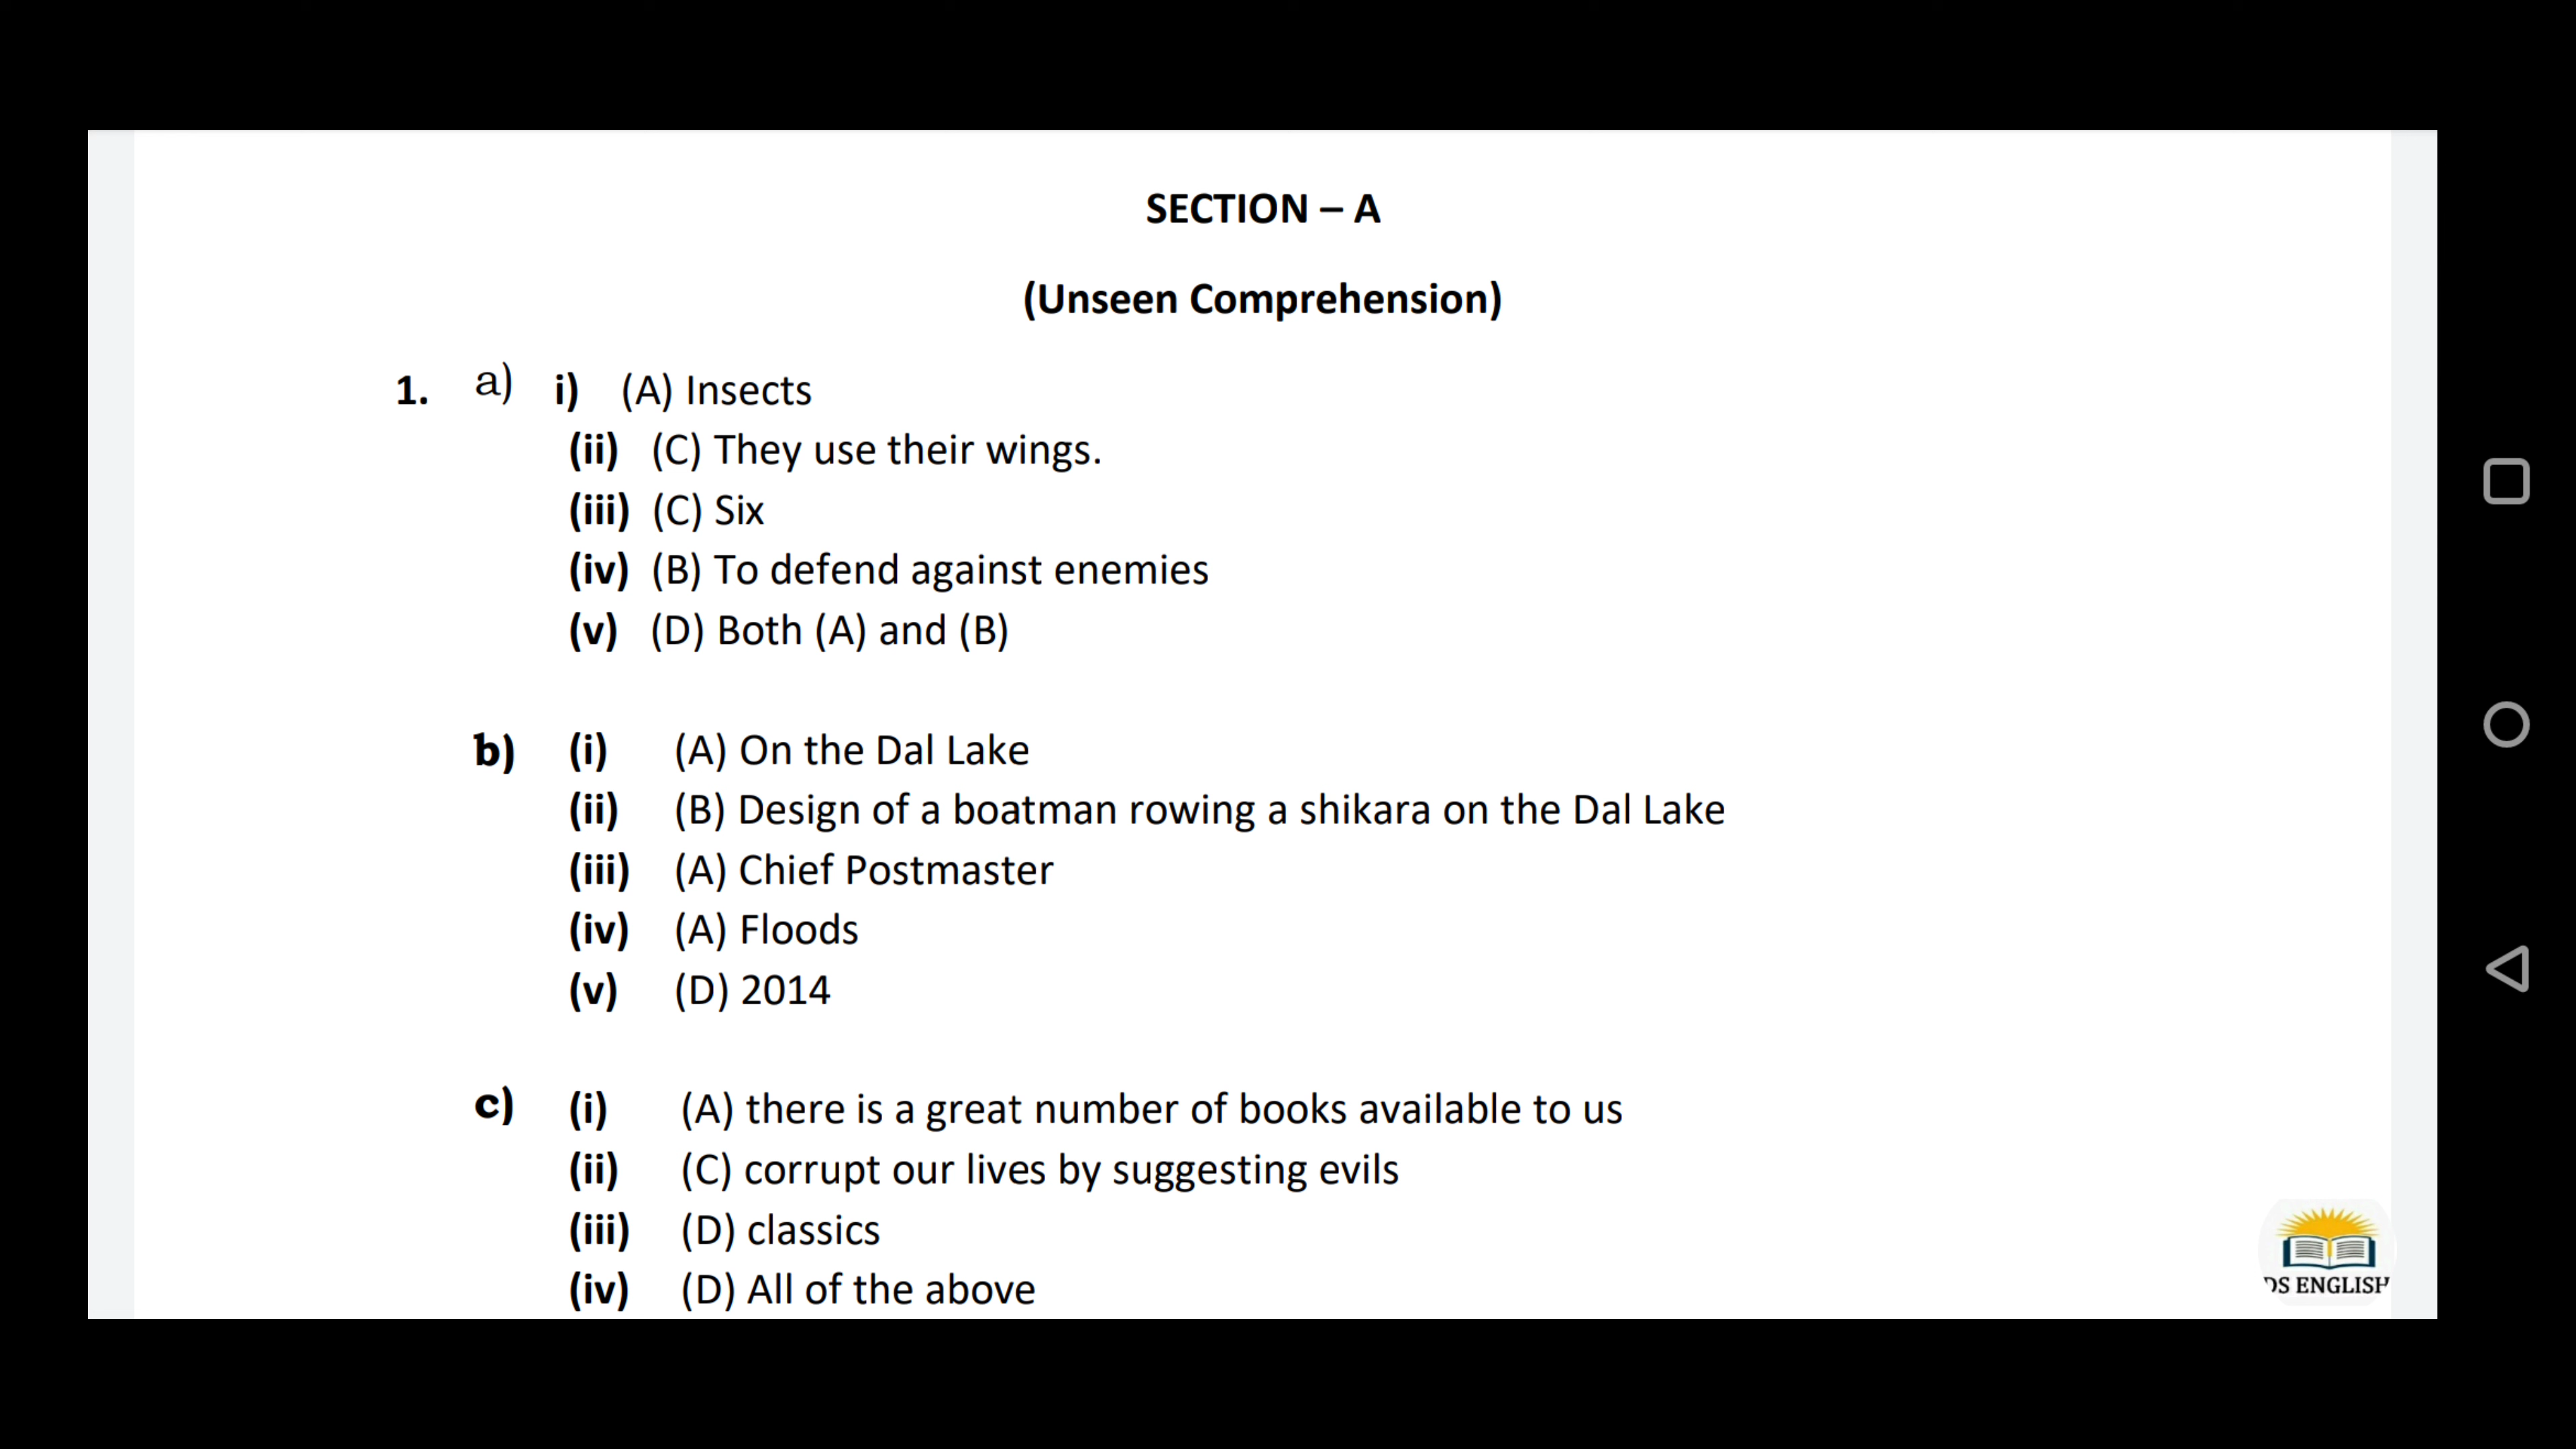 SECTION – A
(Unseen Comprehension)
1. a) i) (A) Insects
(ii) (C) They use their wings.
(iii) (C) Six
(iv) (B) To defend against enemies
(v) (D) Both (A) and (B)
b) (i) (A) On the Dal Lake
(ii) (B) Design of a boatman rowing a shikara on the Dal Lake
(iii) (A) Chief Postmaster
(iv) (A) Floods
(v) (D) 2014
c) (i) (A) there is a great number of books available to us
(ii) (C) corrupt our lives by suggesting evils
(iii) (D) classics
(iv) (D) All of the above
DS ENGLISH